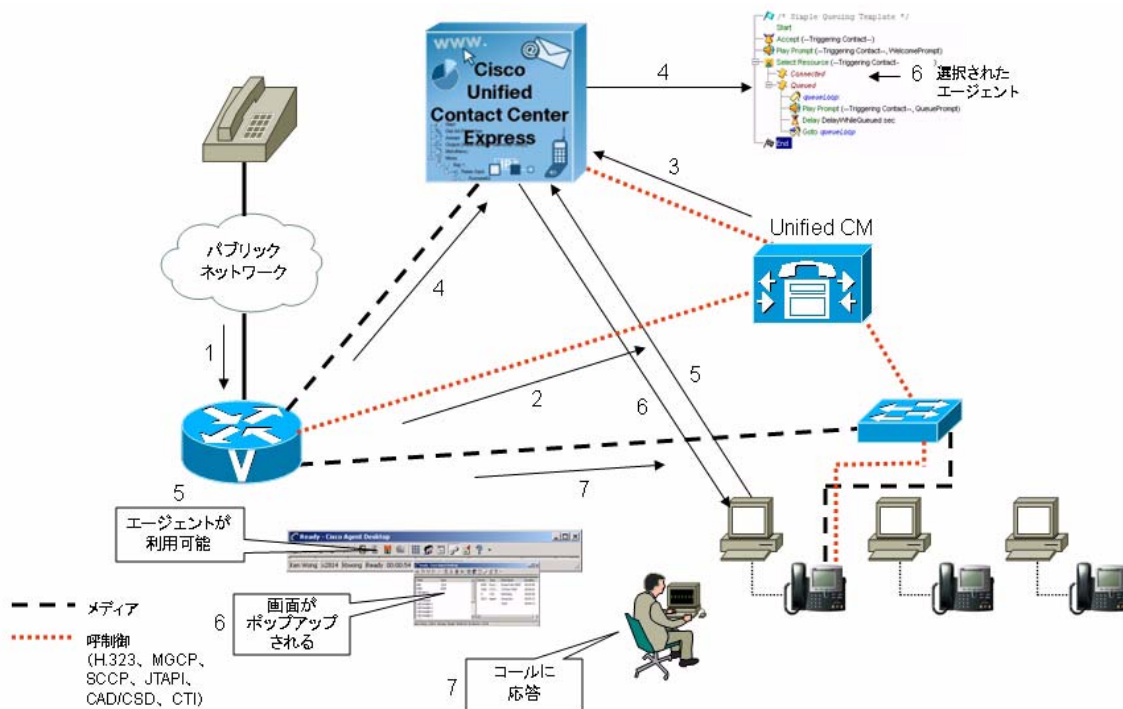 WWW.
@
Cisco
Unified
Contact Center
Express
4
/* Simple Queuing Template */
Start
Accept (--Triggering Contact--)
Play Prompt (--Triggering Contact--, WelcomePrompt)
Select Resource (--Triggering Contact-
Connected
Queued
queueLoop:
Play Prompt (--Triggering Contact--, QueuePrompt)
Delay DelayWhileQueued sec
Goto queueLoop
End
6 選択された
エージェント
3
Unified CM
パブリック
ネットワーク
4
1
2
5
6
V
7
5
エージェントが
利用可能
Ready - Cisco Agent Desktop
Ready 00:00:54
6
画面が
ポップアップ
される
7
コールに
応答
メディア
呼制御
(H.323、MGCP、
SCCP、JTAPI、
CAD/CSD、CTI)